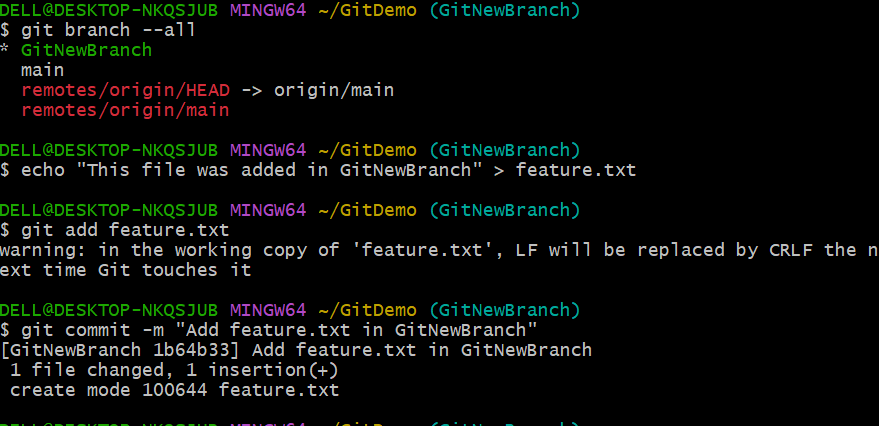 DELL@DESKTOP-NKQSJUB MINGW64 ~/GitDemo (GitNewBranch)
$ git branch --all
* GitNewBranch
  main
  remotes/origin/HEAD -> origin/main
  remotes/origin/main

DELL@DESKTOP-NKQSJUB MINGW64 ~/GitDemo (GitNewBranch)
$ echo "This file was added in GitNewBranch" > feature.txt

DELL@DESKTOP-NKQSJUB MINGW64 ~/GitDemo (GitNewBranch)
$ git add feature.txt
warning: in the working copy of 'feature.txt', LF will be replaced by CRLF the n
ext time Git touches it

DELL@DESKTOP-NKQSJUB MINGW64 ~/GitDemo (GitNewBranch)
$ git commit -m "Add feature.txt in GitNewBranch"
[GitNewBranch 1b64b33] Add feature.txt in GitNewBranch
 1 file changed, 1 insertion(+)
 create mode 100644 feature.txt